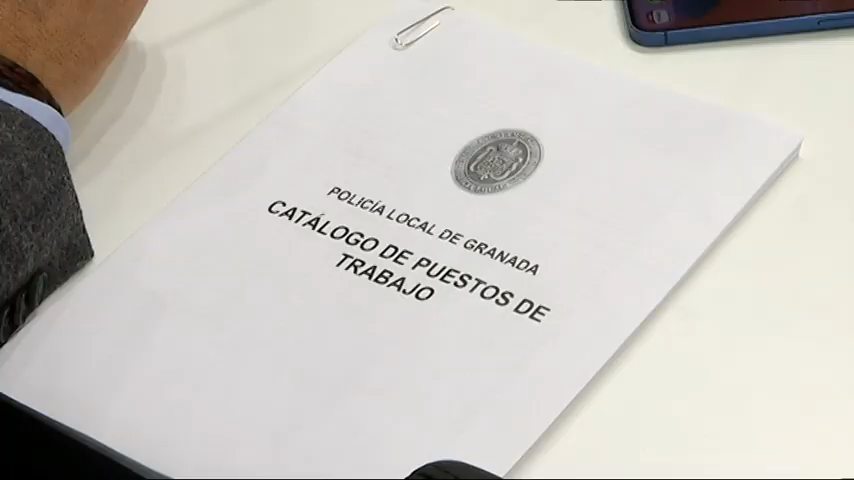 POLICÍA LOCAL DE GRANADA
CATÁLOGO DE PUESTOS DE
TRABAJO